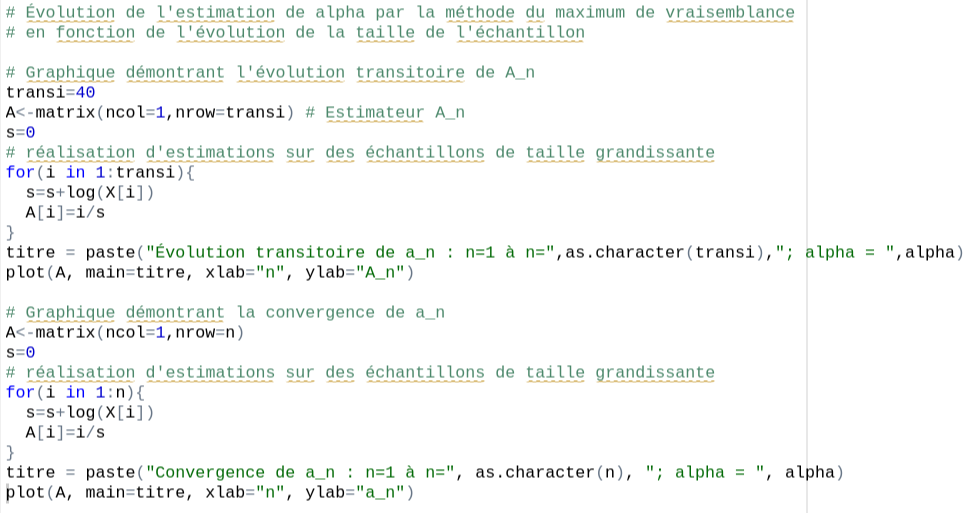 # Évolution de l'estimation de alpha par la méthode du maximum de vraisemblance
# en fonction de l'évolution de la taille de l'échantillon
# Graphique démontrant l'évolution transitoire de A_n
transi=40
A<-matrix(ncol=1,nrow=transi) # Estimateur A_n
s=0
# réalisation d'estimations sur des échantillons de taille grandissante
for(i in 1:transi){
  s=s+log(X[i])
  A[i]=i/s
}
titre = paste("Évolution transitoire de a_n : n=1 à n=",as.character(transi),"; alpha = ",alpha)
plot(A, main=titre, xlab="n", ylab="A_n")
# Graphique démontrant la convergence de a_n
A<-matrix(ncol=1,nrow=n)
s=0
# réalisation d'estimations sur des échantillons de taille grandissante
for(i in 1:n){
  s=s+log(X[i])
  A[i]=i/s
}
titre = paste("Convergence de a_n : n=1 à n=", as.character(n), "; alpha = ", alpha)
plot(A, main=titre, xlab="n", ylab="a_n")